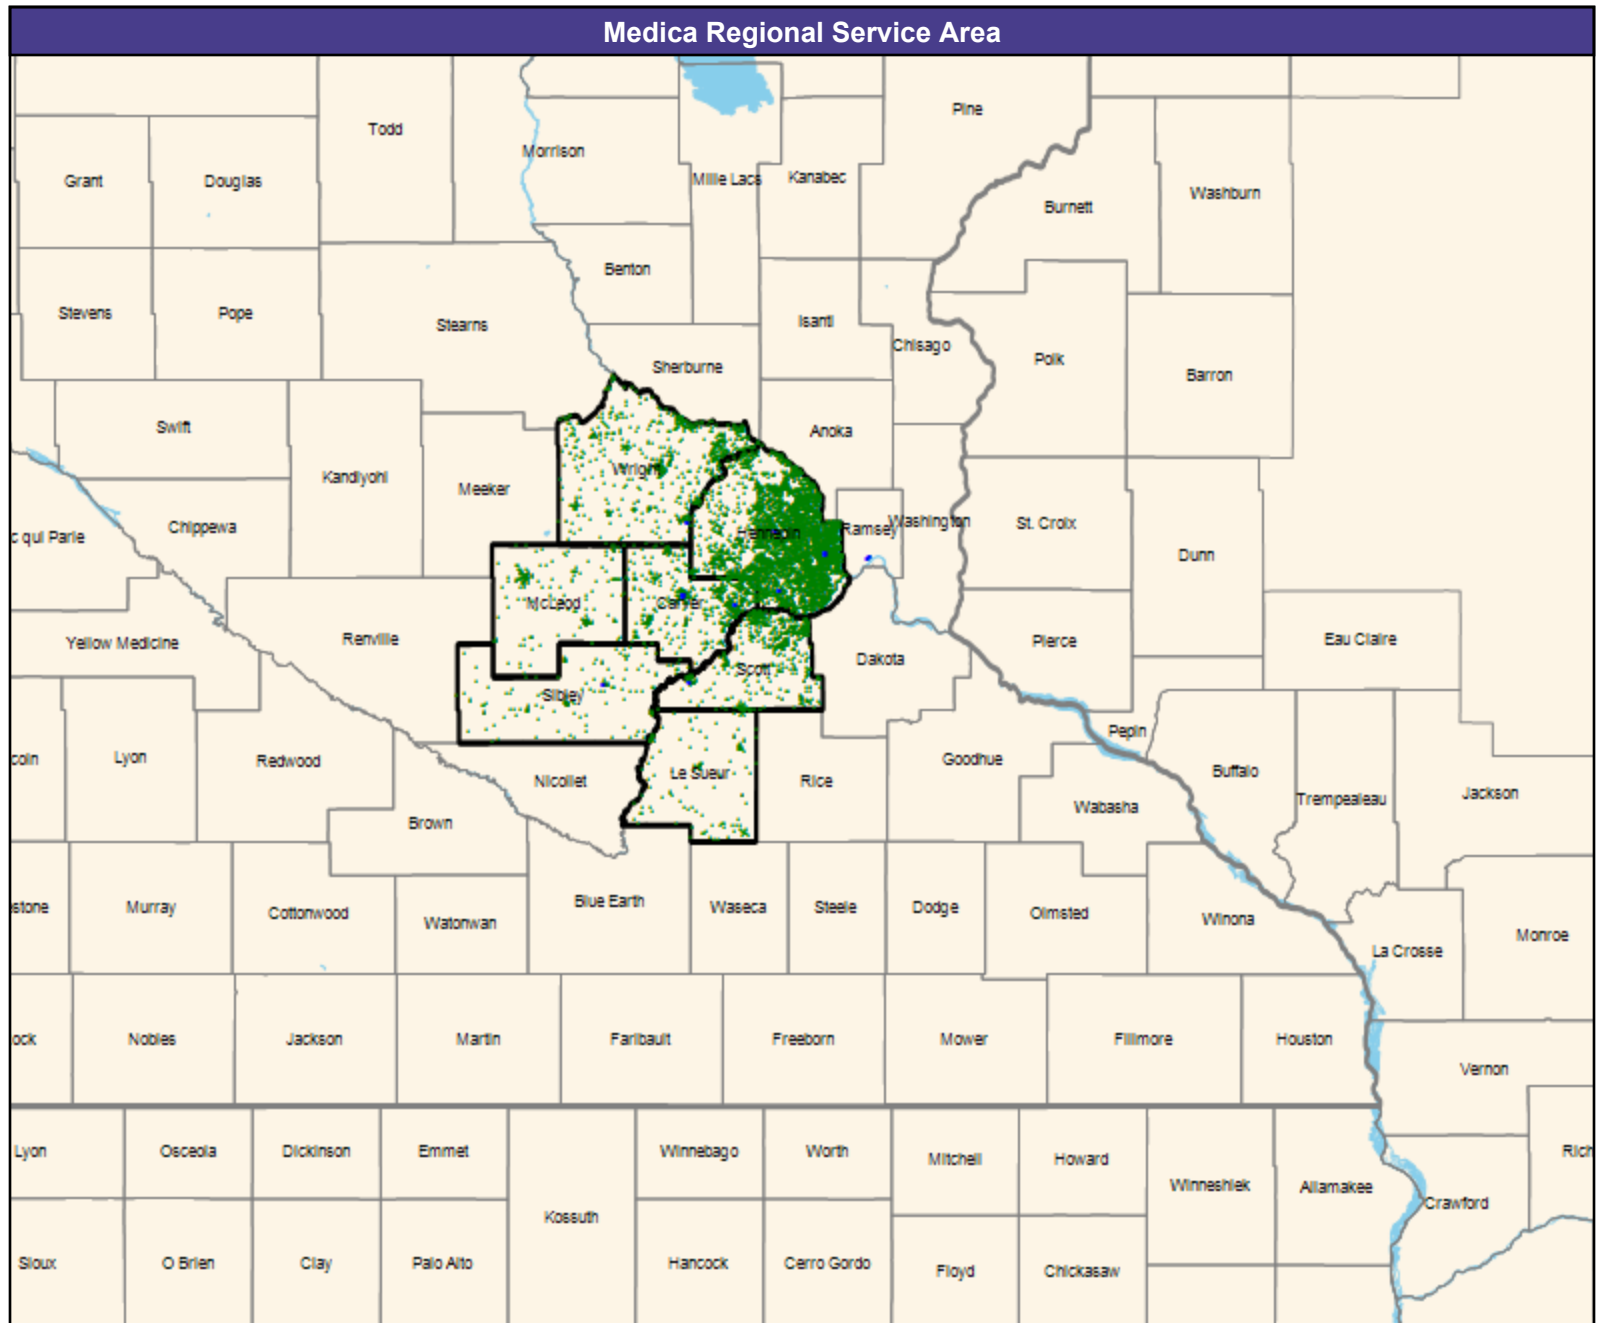 Medica Regional Service Area
Pine
Todd
Morrison
Mille Lacs
Kanabec
Grant
Douglas
Washburn
Burnett
Benton
Stevens
Pope
Stearns
Isanti
Chisago
Polk
Barron
Sherburne
Swift
Anoka
Kandiyohi
Wright
Meeker
Chippewa
c qui Parle
Hennepin
Ramsey
Washington
St. Croix
Dunn
McLeod
Carver
Yellow Medicine
Renville
Pierce
Eau Claire
Dakota
Scott
Sibley
Pepin
coln
Lyon
Redwood
Nicollet
Le Sueur
Rice
Goodhue
Buffalo
Trempealeau
Jackson
Wabasha
Brown
stone
Murray
Cottonwood
Watonwan
Blue Earth
Waseca
Steele
Dodge
Olmsted
Winona
La Crosse
Monroe
ock
Nobles
Jackson
Martin
Faribault
Freeborn
Mower
Fillmore
Houston
Vernon
Lyon
Osceola
Dickinson
Emmet
Winnebago
Worth
Mitchell
Howard
Rich
Winneshiek
Allamakee
Crawford
Kossuth
Sioux
O Brien
Clay
Palo Alto
Hancock
Cerro Gordo
Floyd
Chickasaw